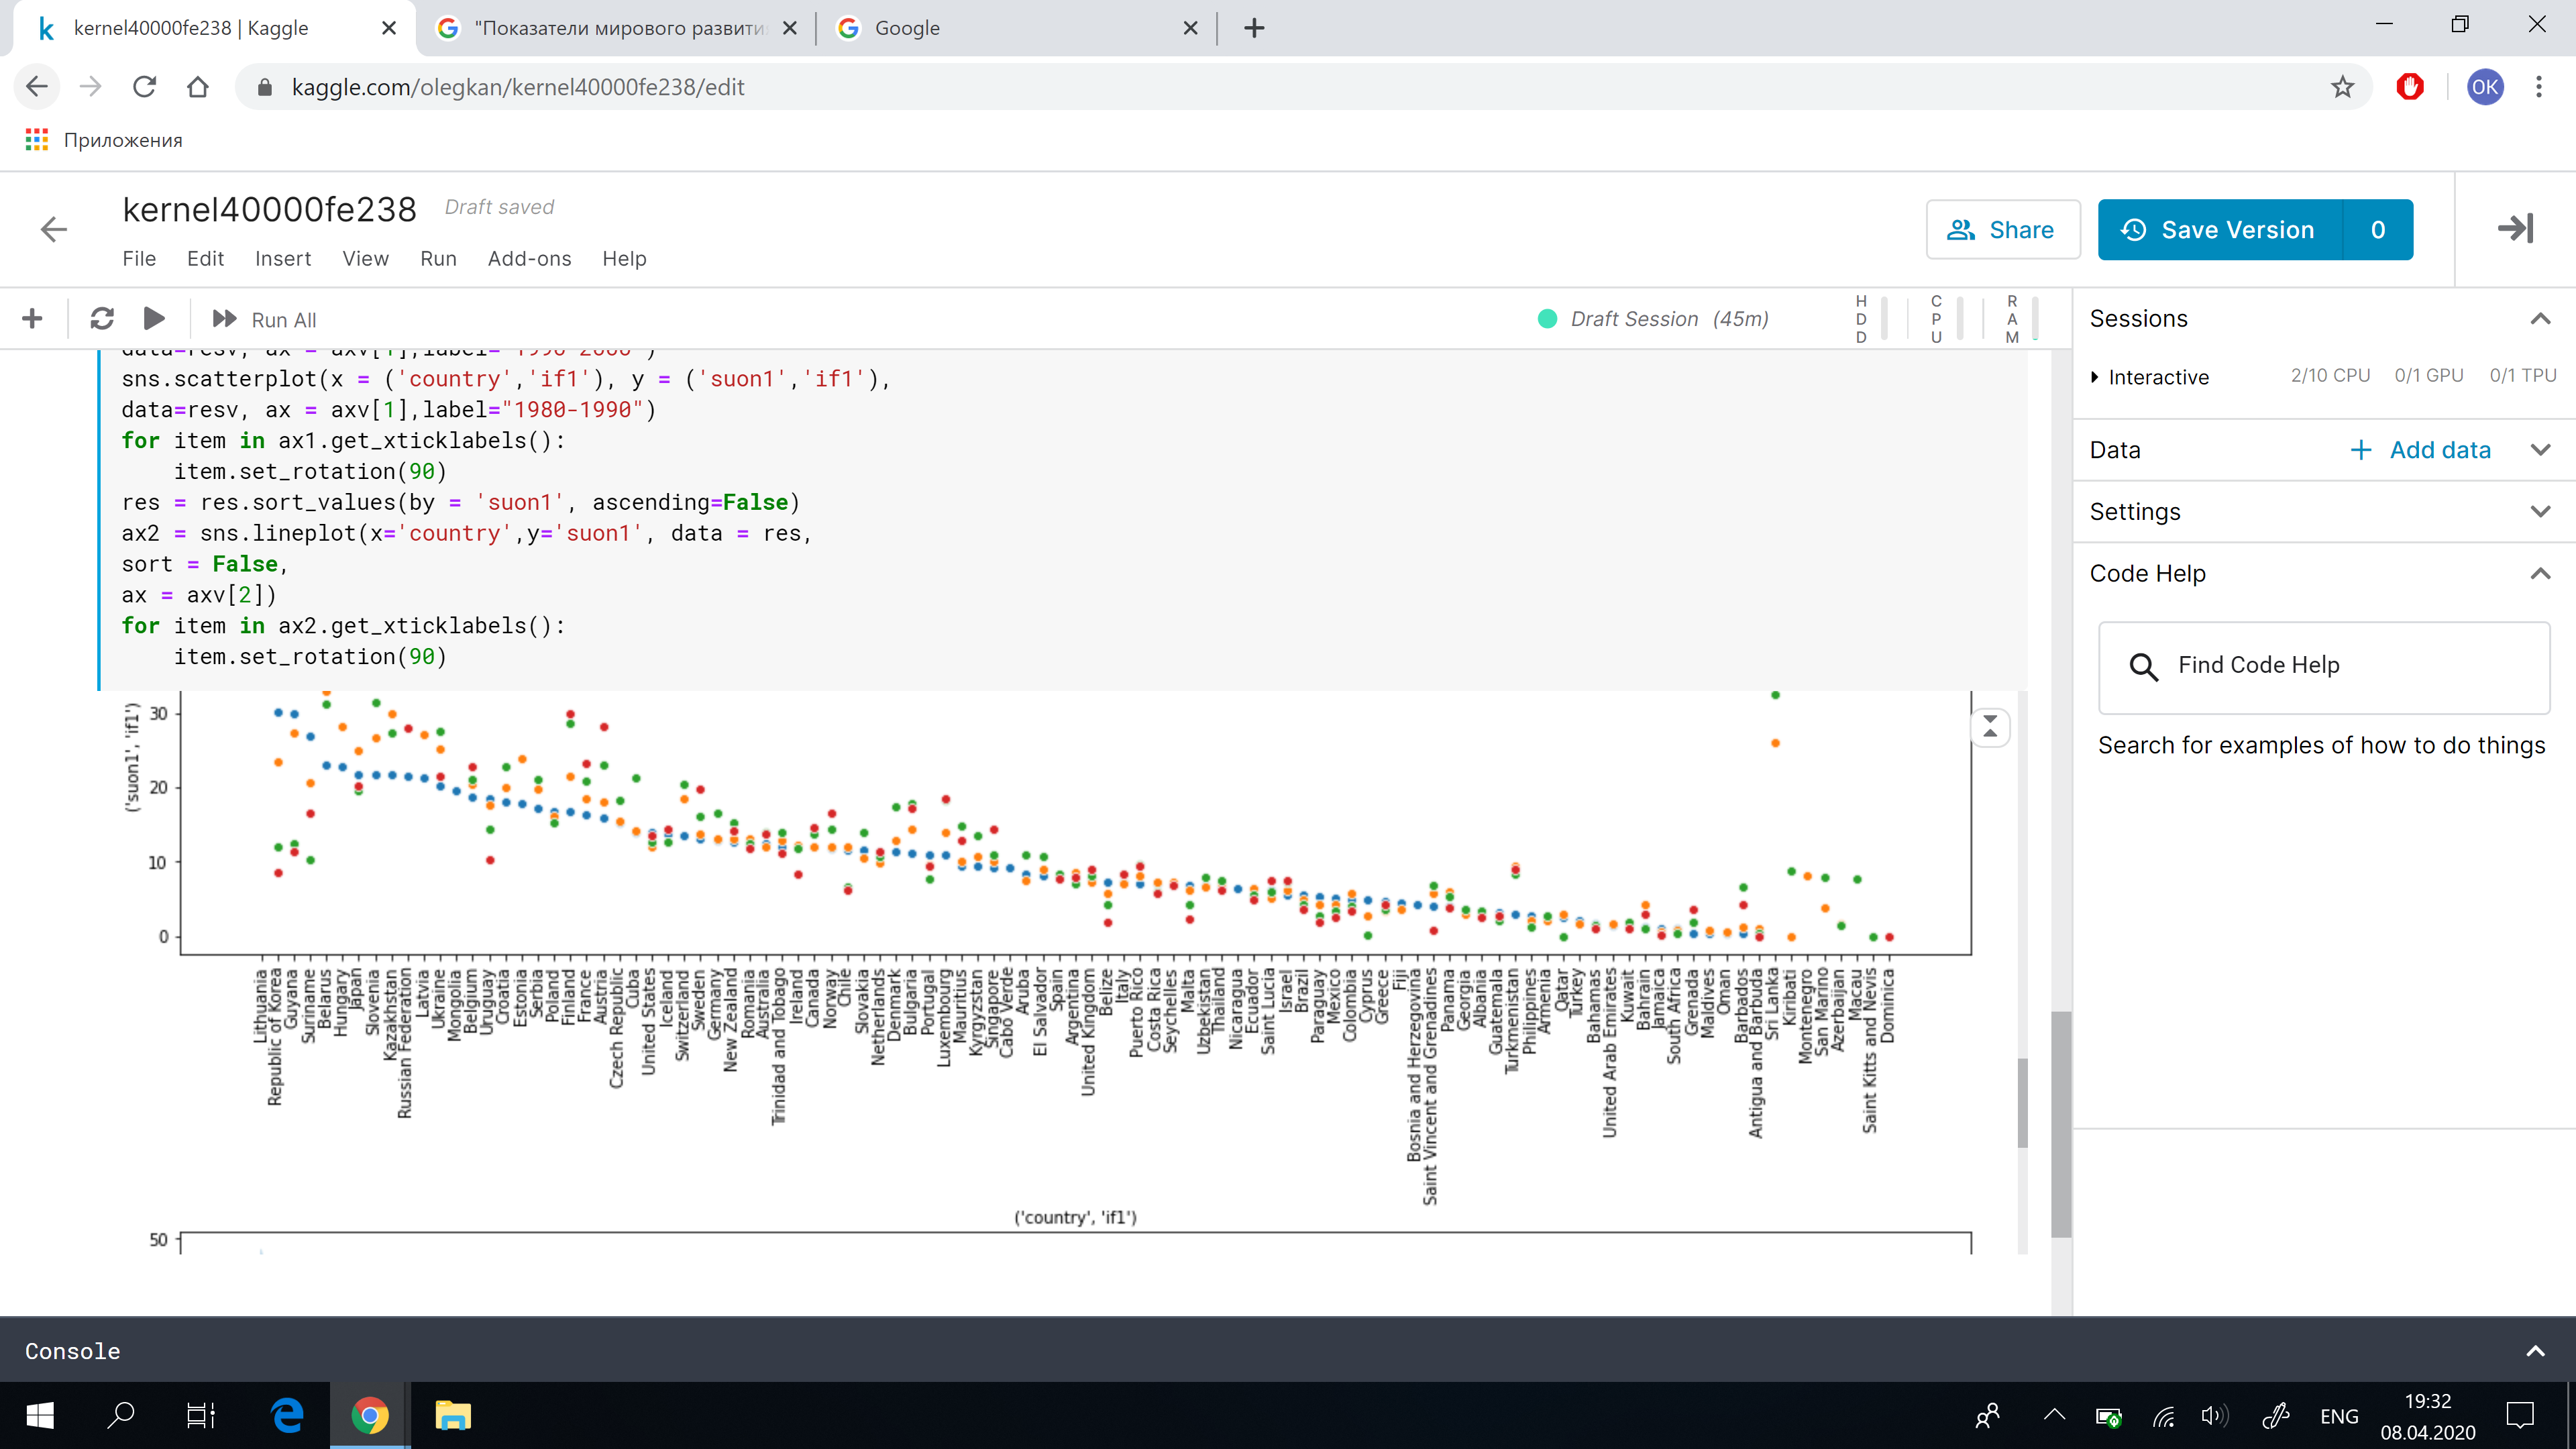 kernel40000fe238 | Kaggle
"Показатели мирового развити
Google
kaggle.com/olegkan/kernel40000fe238/edit
OK
Приложения
kernel40000fe238
Draft saved
Share
Save Version
0
File Edit Insert View Run Add-ons Help
Run All
Draft Session (45m)
HDD
CPU
RAM
data=resv, ax = axv[1],label="1990-2000")
sns.scatterplot(x = ('country','if1'), y = ('suon1','if1'),
data=resv, ax = axv[1],label="1980-1990")
for item in ax1.get_xticklabels():
item.set_rotation(90)
res = res.sort_values(by = 'suon1', ascending=False)
ax2 = sns.lineplot(x='country',y='suon1', data = res,
sort = False,
ax = axv[2])
for item in ax2.get_xticklabels():
item.set_rotation(90)
('suon1', 'if1')
30
20
10
0
Lithuania
Republic of Korea
Guyana
Suriname
Belarus
Hungary
Japan
Slovenia
Kazakhstan
Russian Federation
Latvia
Ukraine
Mongolia
Belgium
Uruguay
Croatia
Estonia
Serbia
Poland
Finland
France
Austria
Czech Republic
Cuba
United States
Iceland
Switzerland
Sweden
Germany
New Zealand
Romania
Australia
Trinidad and Tobago
Ireland
Canada
Norway
Chile
Slovakia
Netherlands
Denmark
Bulgaria
Portugal
Luxembourg
Mauritius
Kyrgyzstan
Singapore
Cabo Verde
Aruba
El Salvador
Spain
Argentina
United Kingdom
Belize
Italy
Puerto Rico
Costa Rica
Seychelles
Malta
Uzbekistan
Thailand
Nicaragua
Ecuador
Saint Lucia
Israel
Brazil
Paraguay
Mexico
Colombia
Cyprus
Greece
Fiji
Bosnia and Herzegovina
Saint Vincent and Grenadines
Panama
Georgia
Albania
Guatemala
Turkmenistan
Philippines
Armenia
Qatar
Turkey
Bahamas
United Arab Emirates
Kuwait
Bahrain
Jamaica
South Africa
Grenada
Maldives
Oman
Barbados
Antigua and Barbuda
Sri Lanka
Kiribati
Montenegro
San Marino
Azerbaijan
Macau
Saint Kitts and Nevis
Dominica
('country', 'if1')
50
Sessions
Interactive 2/10 CPU 0/1 GPU 0/1 TPU
Data + Add data
Settings
Code Help
Find Code Help
Search for examples of how to do things
Console
ENG
19:32
08.04.2020